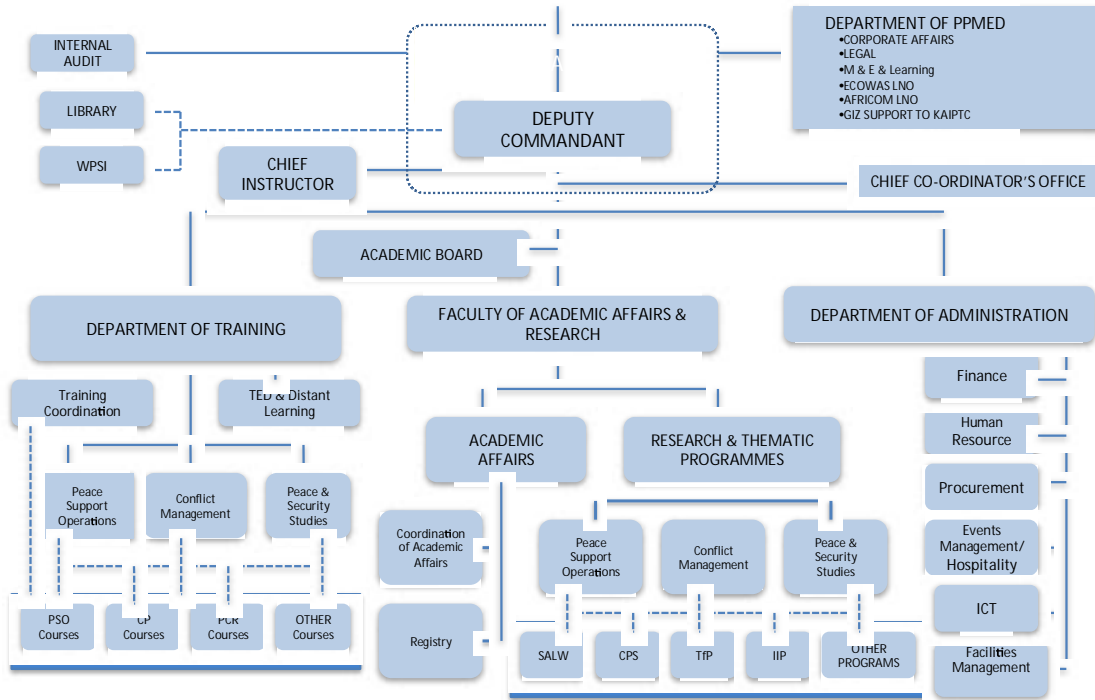 INTERNAL
AUDIT
DEPARTMENT OF PPMED
•CORPORATE AFFAIRS
•LEGAL
•M & E & Learning
•ECOWAS LNO
•AFRICOM LNO
•GIZ SUPPORT TO KAIPTC
LIBRARY
DEPUTY
COMMANDANT
WPSI
CHIEF
INSTRUCTOR
CHIEF CO-ORDINATOR'S OFFICE
ACADEMIC BOARD
DEPARTMENT OF TRAINING
FACULTY OF ACADEMIC AFFAIRS &
RESEARCH
DEPARTMENT OF ADMINISTRATION
Training
Coordination
TED & Distant
Learning
Finance
Human
Resource
ACADEMIC
AFFAIRS
RESEARCH & THEMATIC
PROGRAMMES
Peace
Support
Operations
Conflict
Management
Peace &
Security
Studies
Procurement
Coordination
of Academic
Affairs
Peace
Support
Operations
Conflict
Management
Peace &
Security
Studies
Events
Management/
Hospitality
ICT
PSO
Courses
CP
Courses
PCR
Courses
OTHER
Courses
Registry
SALW
CPS
TfP
IIP
OTHER
PROGRAMS
Facilities
Management